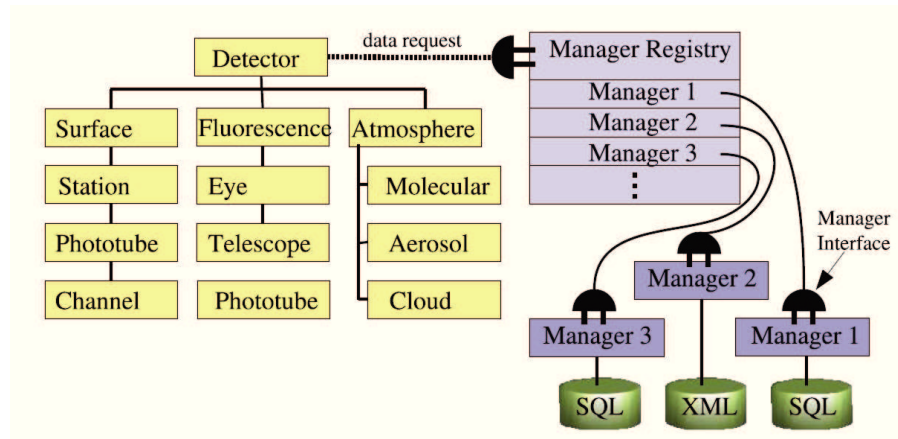 data request
Detector
Manager Registry
Manager 1
Manager 2
Manager 3
Surface
Fluorescence
Atmosphere
Station
Eye
Molecular
Phototube
Telescope
Aerosol
Channel
Phototube
Cloud
Manager
Interface
Manager 2
Manager 3
Manager 1
SQL
XML
SQL